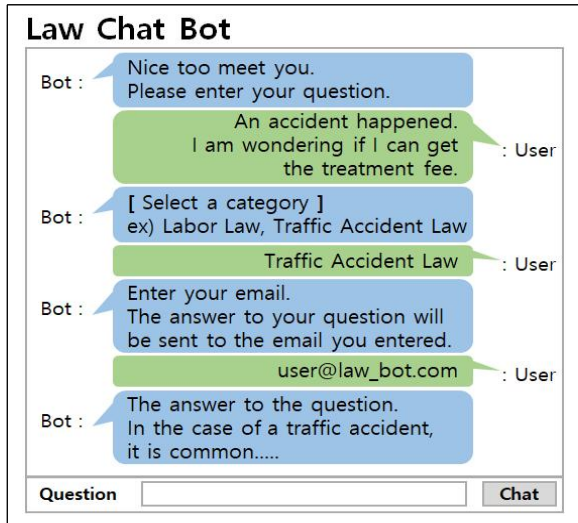 Law Chat Bot
Bot :
Nice too meet you.
Please enter your question.
An accident happened.
I am wondering if I can get
the treatment fee.
: User
Bot :
[ Select a category ]
ex) Labor Law, Traffic Accident Law
Traffic Accident Law
: User
Bot :
Enter your email.
The answer to your question will
be sent to the email you entered.
user@law_bot.com
: User
Bot :
The answer to the question.
In the case of a traffic accident,
it is common.....
Question
Chat